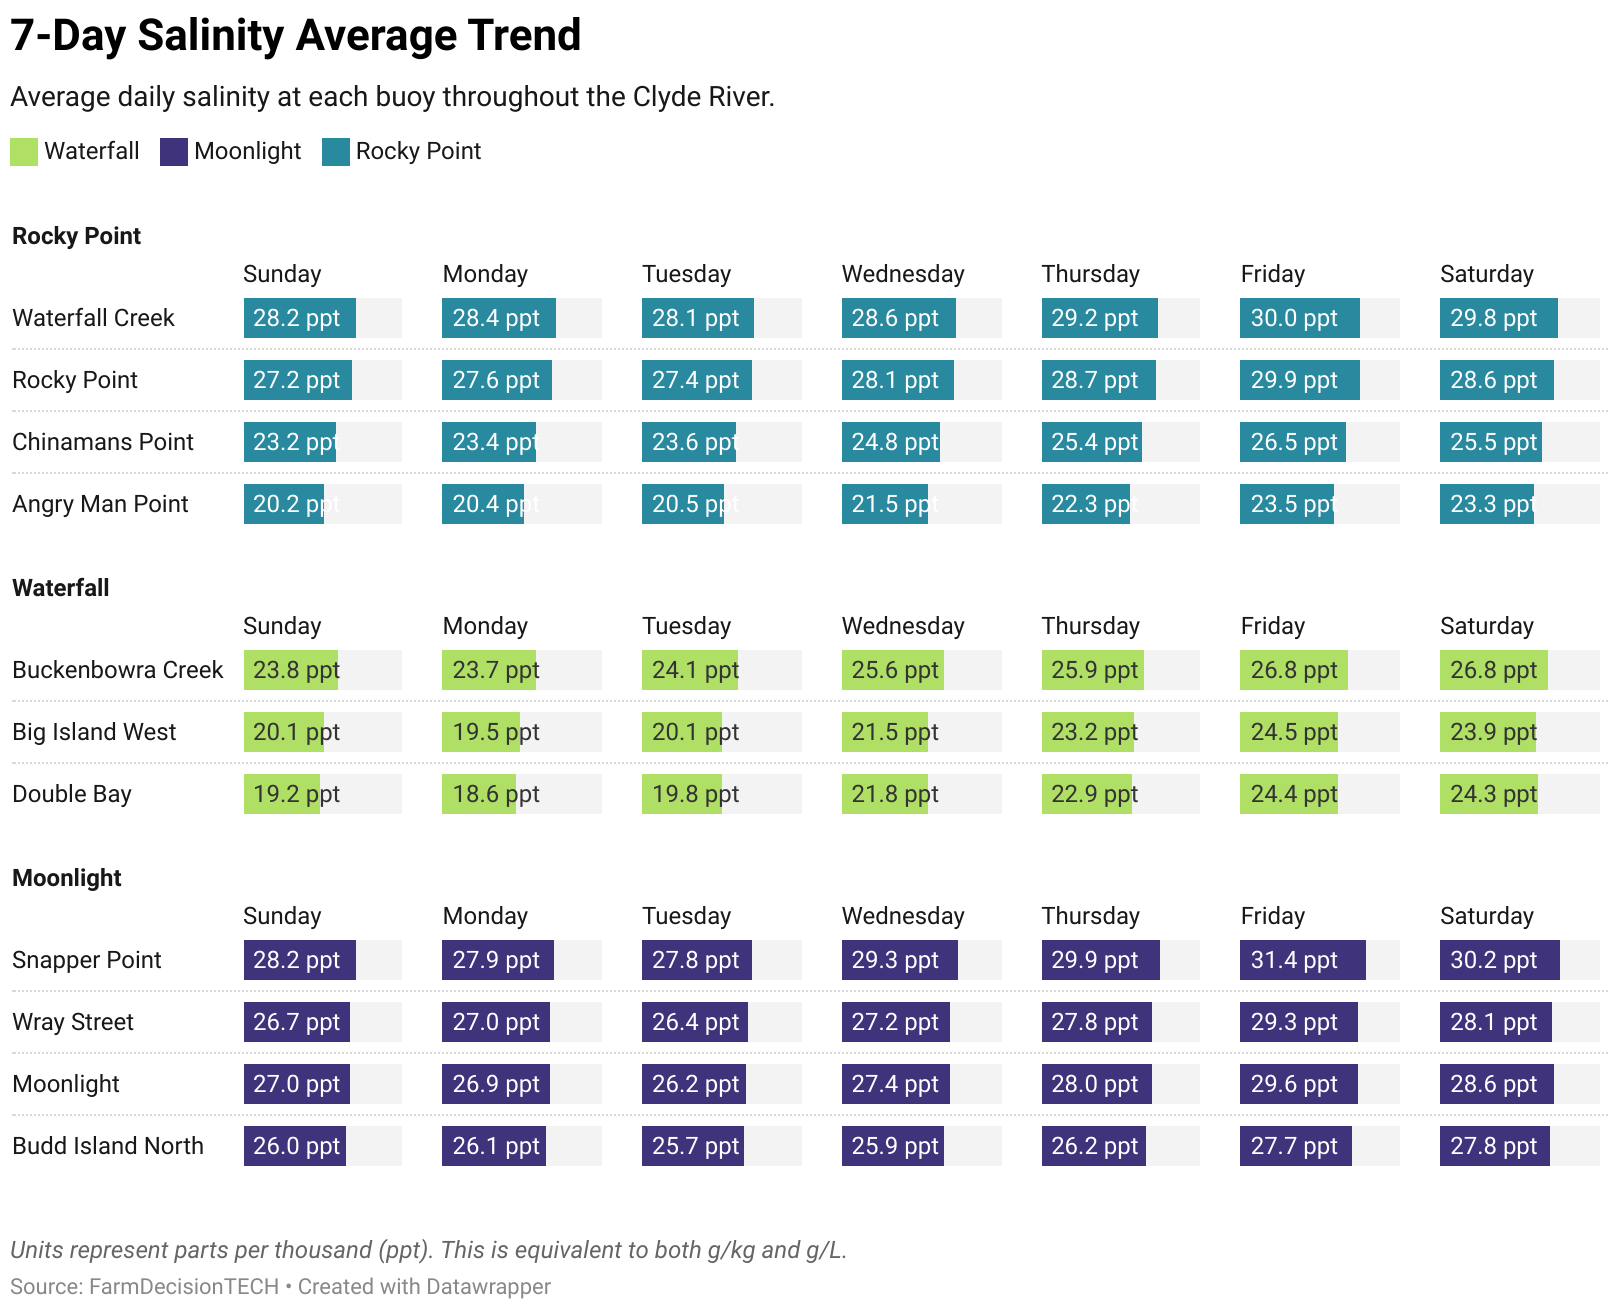 7-Day Salinity Average Trend
Average daily salinity at each buoy throughout the Clyde River.
Waterfall Moonlight Rocky Point
Rocky Point
Sunday Monday Tuesday Wednesday Thursday Friday Saturday
Waterfall Creek 28.2 ppt 28.4 ppt 28.1 ppt 28.6 ppt 29.2 ppt 30.0 ppt 29.8 ppt
Rocky Point 27.2 ppt 27.6 ppt 27.4 ppt 28.1 ppt 28.7 ppt 29.9 ppt 28.6 ppt
Chinamans Point 23.2 ppt 23.4 ppt 23.6 ppt 24.8 ppt 25.4 ppt 26.5 ppt 25.5 ppt
Angry Man Point 20.2 ppt 20.4 ppt 20.5 ppt 21.5 ppt 22.3 ppt 23.5 ppt 23.3 ppt
Waterfall
Sunday Monday Tuesday Wednesday Thursday Friday Saturday
Buckenbowra Creek 23.8 ppt 23.7 ppt 24.1 ppt 25.6 ppt 25.9 ppt 26.8 ppt 26.8 ppt
Big Island West 20.1 ppt 19.5 ppt 20.1 ppt 21.5 ppt 23.2 ppt 24.5 ppt 23.9 ppt
Double Bay 19.2 ppt 18.6 ppt 19.8 ppt 21.8 ppt 22.9 ppt 24.4 ppt 24.3 ppt
Moonlight
Sunday Monday Tuesday Wednesday Thursday Friday Saturday
Snapper Point 28.2 ppt 27.9 ppt 27.8 ppt 29.3 ppt 29.9 ppt 31.4 ppt 30.2 ppt
Wray Street 26.7 ppt 27.0 ppt 26.4 ppt 27.2 ppt 27.8 ppt 29.3 ppt 28.1 ppt
Moonlight 27.0 ppt 26.9 ppt 26.2 ppt 27.4 ppt 28.0 ppt 29.6 ppt 28.6 ppt
Budd Island North 26.0 ppt 26.1 ppt 25.7 ppt 25.9 ppt 26.2 ppt 27.7 ppt 27.8 ppt
Units represent parts per thousand (ppt). This is equivalent to both g/kg and g/L.
Source: FarmDecisionTECH • Created with Datawrapper